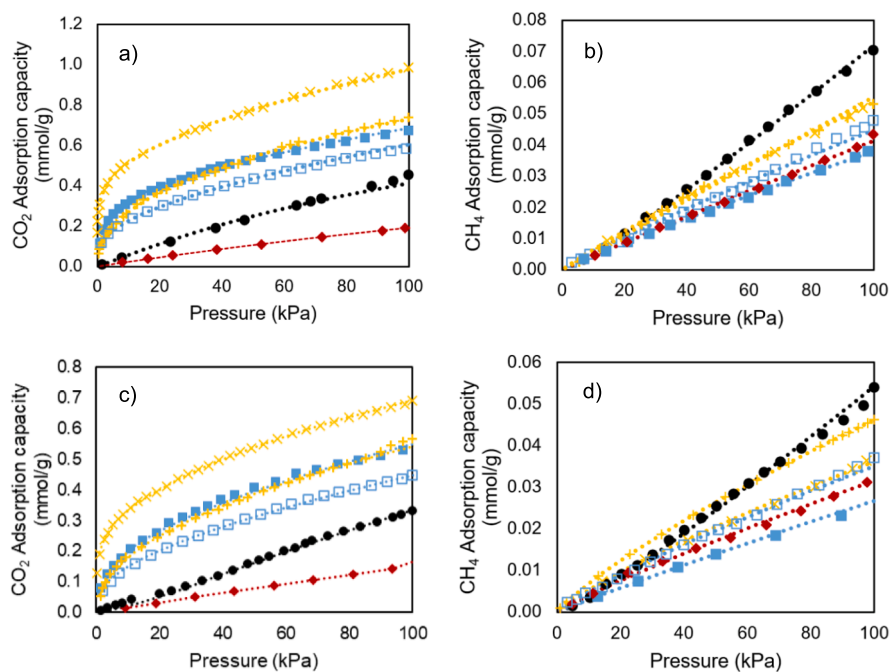 a)
CO2 Adsorption capacity
(mmol/g)
1.2
1.0
0.8
0.6
0.4
0.2
0.0
0 20 40 60 80 100
Pressure (kPa)
b)
CH4 Adsorption capacity
(mmol/g)
0.08
0.07
0.06
0.05
0.04
0.03
0.02
0.01
0.00
0 20 40 60 80 100
Pressure (kPa)
c)
CO2 Adsorption capacity
(mmol/g)
0.8
0.7
0.6
0.5
0.4
0.3
0.2
0.1
0.0
0 20 40 60 80 100
Pressure (kPa)
d)
CH4 Adsorption capacity
(mmol/g)
0.06
0.05
0.04
0.03
0.02
0.01
0.00
0 20 40 60 80 100
Pressure (kPa)